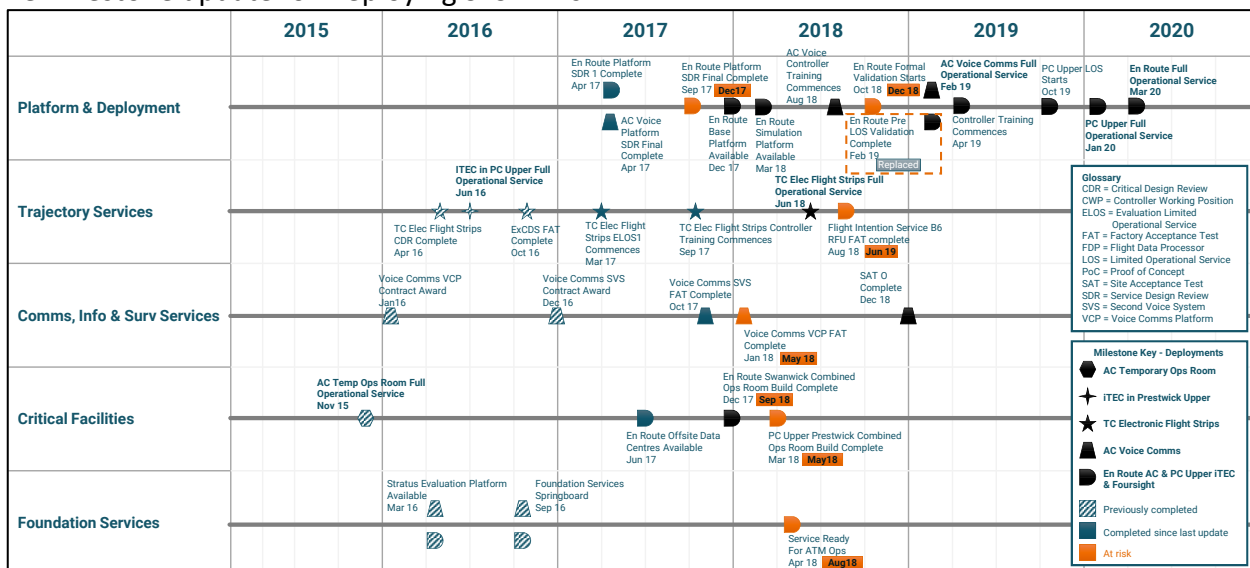 2015 2016 2017 2018 2019 2020
Platform & Deployment
En Route Platform
SDR 1 Complete
Apr 17
AC Voice
Platform
SDR Final
Complete
Apr 17
En Route Platform
SDR Final Complete
Sep 17 Dec17
En Route
Base
Platform
Available
Dec 17
En Route
Simulation
Platform
Available
Mar 18
AC Voice
Controller
Training
Commences
Aug 18
En Route Formal
Validation Starts
Oct 18 Dec 18
En Route Pre
LOS Validation
Complete
Feb 19
Replaced
AC Voice Comms Full
Operational Service
Feb 19
Controller Training
Commences
Apr 19
PC Upper LOS
Starts
Oct 19
PC Upper Full
Operational Service
Jan 20
En Route Full
Operational Service
Mar 20
Trajectory Services
TC Elec Flight Strips
CDR Complete
Apr 16
ITEC in PC Upper Full
Operational Service
Jun 16
ExCDS FAT
Complete
Oct 16
TC Elec Flight
Strips ELOS1
Commences
Mar 17
TC Elec Flight Strips Controller
Training Commences
Sep 17
TC Elec Flight Strips Full
Operational Service
Jun 18
Flight Intention Service B6
RFU FAT complete
Aug 18 Jun 19
Comms, Info & Surv Services
Voice Comms VCP
Contract Award
Jan16
Voice Comms SVS
Contract Award
Dec 16
Voice Comms SVS
FAT Complete
Oct 17
Voice Comms VCP FAT
Complete
Jan 18 May 18
SAT O
Complete
Dec 18
Critical Facilities
AC Temp Ops Room Full
Operational Service
Nov 15
En Route Offsite Data
Centres Available
Jun 17
En Route Swanwick Combined
Ops Room Build Complete
Dec 17 Sep 18
PC Upper Prestwick Combined
Ops Room Build Complete
Mar 18 May18
Foundation Services
Stratus Evaluation Platform
Available
Mar 16
Foundation Services
Springboard
Sep 16
Service Ready
For ATM Ops
Apr 18 Aug18
Glossary
CDR = Critical Design Review
CWP = Controller Working Position
ELOS = Evaluation Limited
Operational Service
FAT = Factory Acceptance Test
FDP = Flight Data Processor
LOS = Limited Operational Service
PoC = Proof of Concept
SAT = Site Acceptance Test
SDR = Service Design Review
SVS = Second Voice System
VCP = Voice Comms Platform
Milestone Key - Deployments
AC Temporary Ops Room
iTEC in Prestwick Upper
TC Electronic Flight Strips
AC Voice Comms
En Route AC & PC Upper iTEC
& Foursight
Previously completed
Completed since last update
At risk